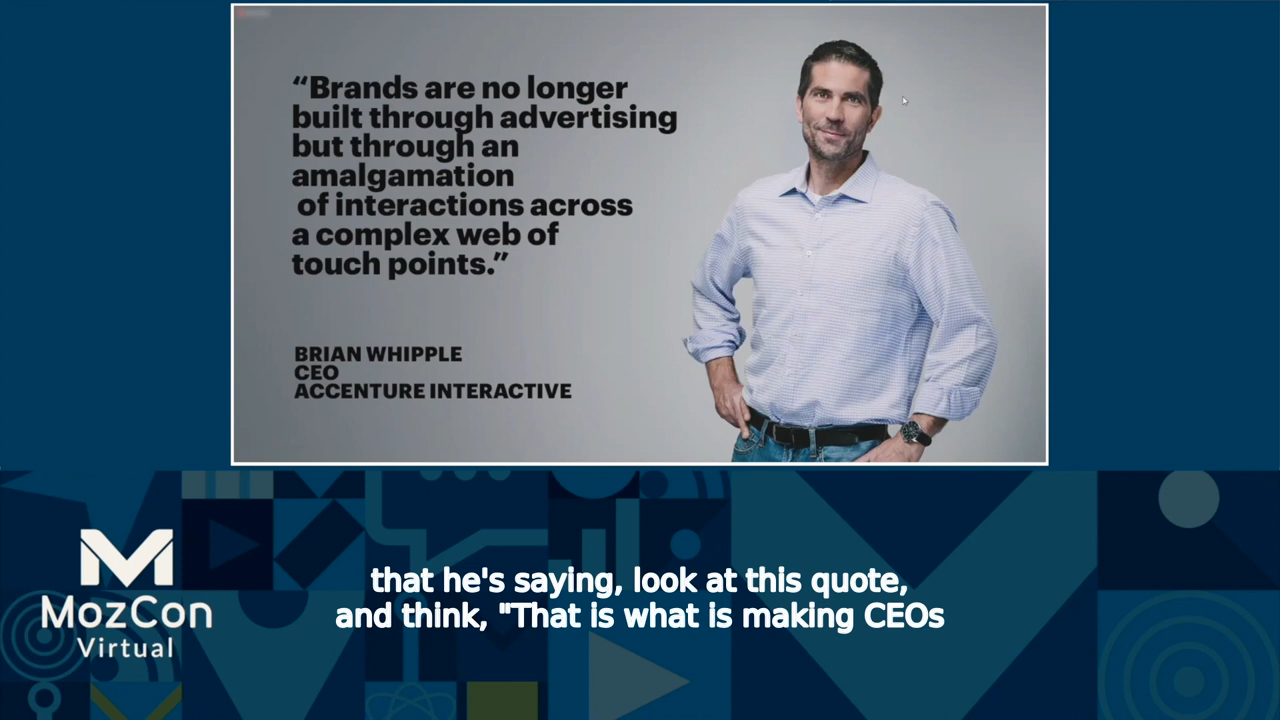 “Brands are no longer
built through advertising
but through an
amalgamation
of interactions across
a complex web of
touch points.”
BRIAN WHIPPLE
CEO
ACCENTURE INTERACTIVE
M
MozCon
Virtual
that he's saying, look at this quote,
and think, "That is what is making CEOs